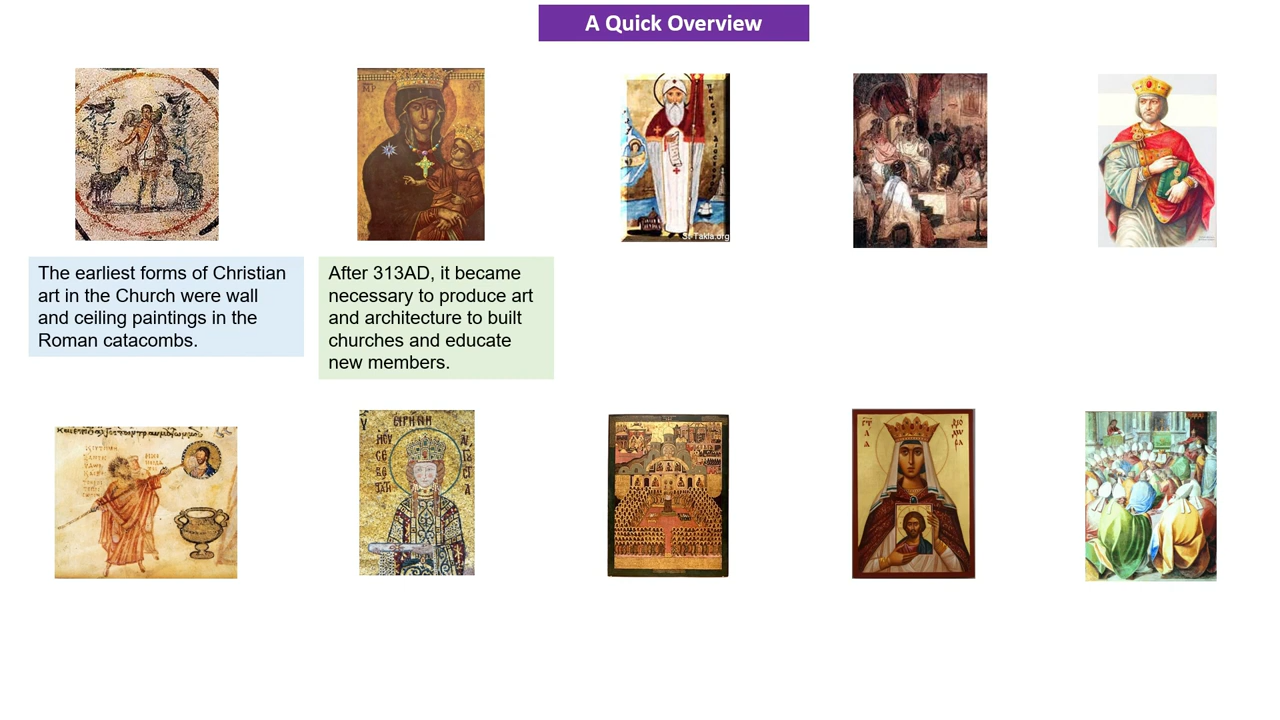 A Quick Overview
St-Takla.org
The earliest forms of Christian
art in the Church were wall
and ceiling paintings in the
Roman catacombs.
After 313AD, it became
necessary to produce art
and architecture to built
churches and educate
new members.
ΕΙΡΗΝΗ